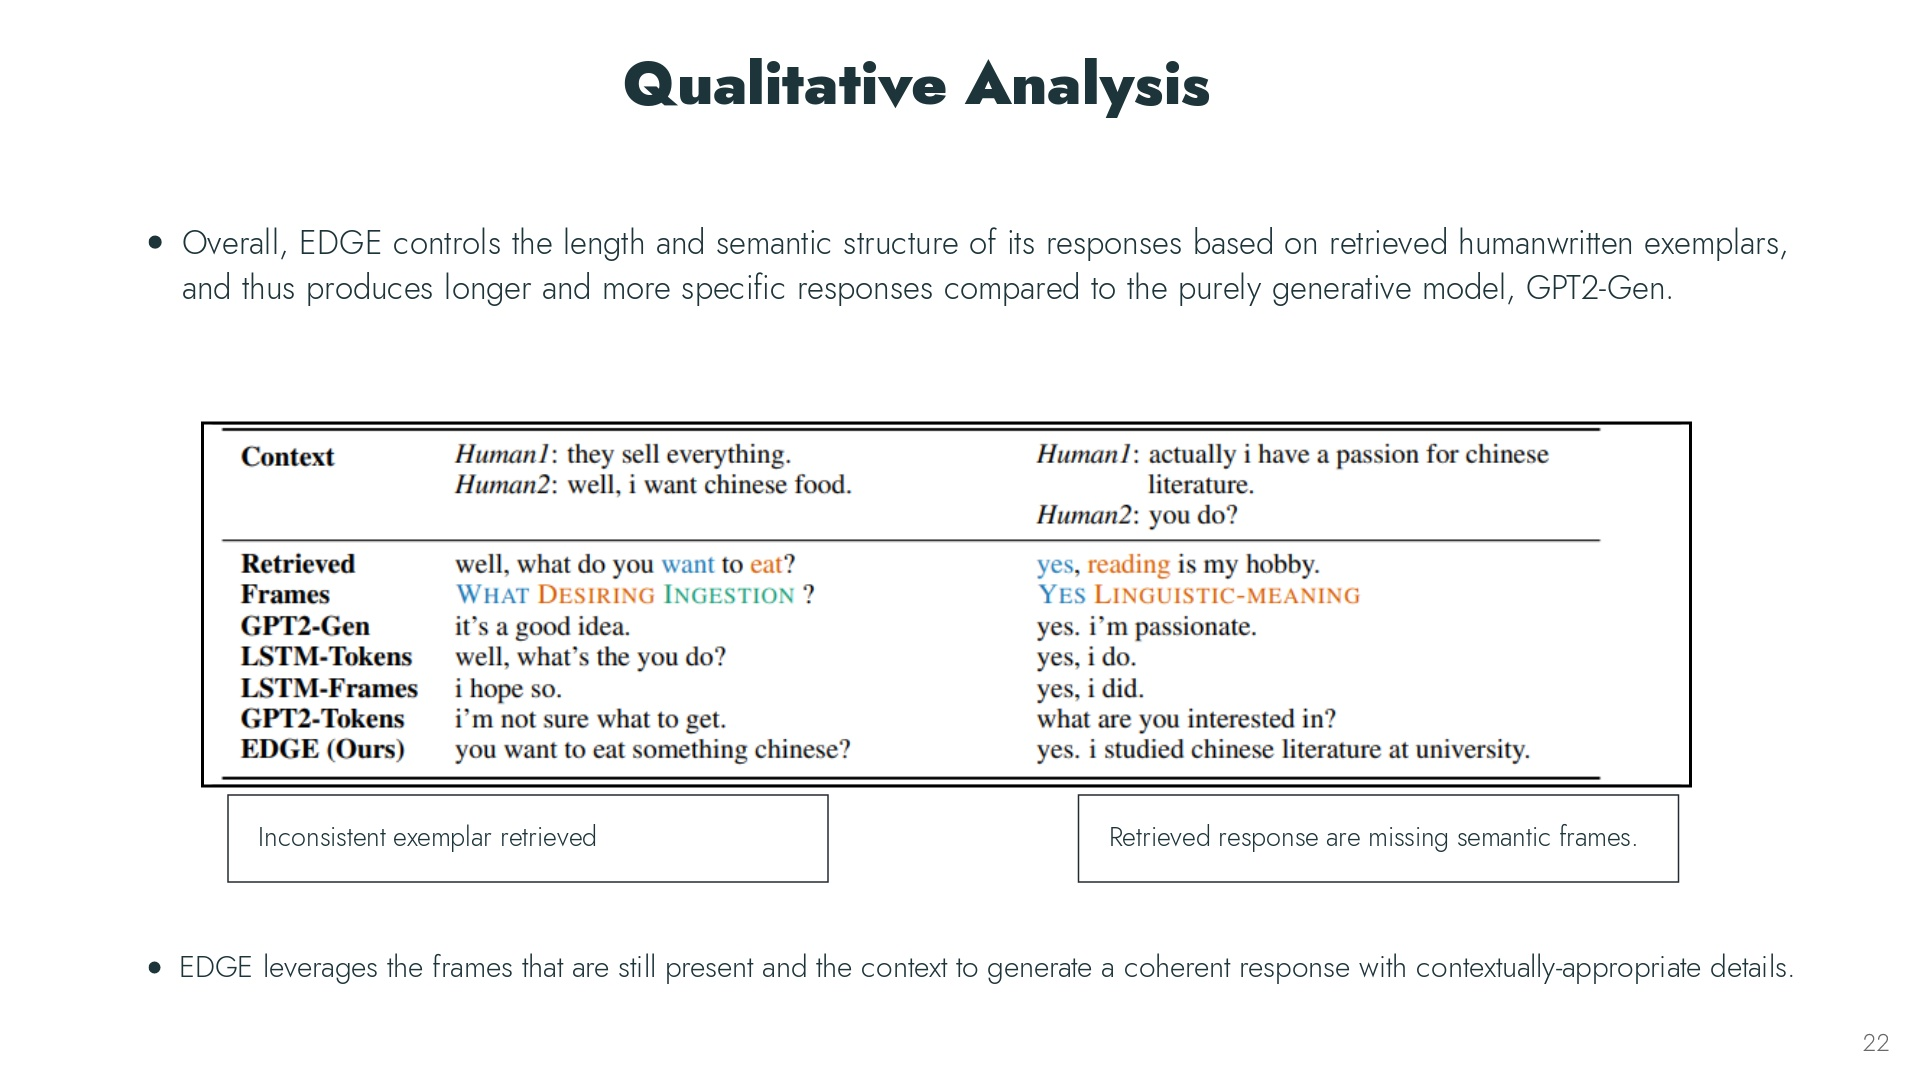 Qualitative Analysis
• Overall, EDGE controls the length and semantic structure of its responses based on retrieved humanwritten exemplars,
and thus produces longer and more specific responses compared to the purely generative model, GPT2-Gen.
Context Human1: they sell everything. Human1: actually i have a passion for chinese
Human2: well, i want chinese food. literature.
Human2: you do?
Retrieved well, what do you want to eat? yes, reading is my hobby.
Frames WHAT DESIRING INGESTION ? YES LINGUISTIC-MEANING
GPT2-Gen it's a good idea. yes. i'm passionate.
LSTM-Tokens well, what's the you do? yes, i do.
LSTM-Frames i hope so. yes, i did.
GPT2-Tokens i'm not sure what to get. what are you interested in?
EDGE (Ours) you want to eat something chinese? yes. i studied chinese literature at university.
Inconsistent exemplar retrieved Retrieved response are missing semantic frames.
• EDGE leverages the frames that are still present and the context to generate a coherent response with contextually-appropriate details.
22